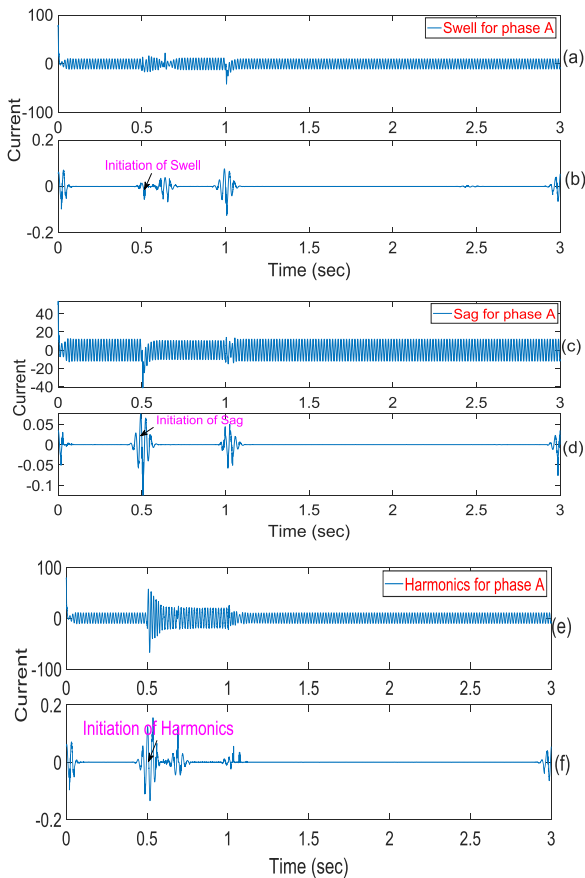 100
Swell for phase A
0
(a)
-100
0 0.5 1 1.5 2 2.5 3
Current
0.2
Initiation of Swell
0
(b)
-0.2
0 0.5 1 1.5 2 2.5 3
Time (sec)
40
Sag for phase A
20
0
(c)
-20
-40
0 0.5 1 1.5 2 2.5 3
Current
0.05
Initiation of Sag
0
(d)
-0.05
-0.1
0 0.5 1 1.5 2 2.5 3
Time (sec)
100
Harmonics for phase A
0
(e)
-100
0 0.5 1 1.5 2 2.5 3
Current
0.2
Initiation of Harmonics
0
(f)
-0.2
0 0.5 1 1.5 2 2.5 3
Time (sec)